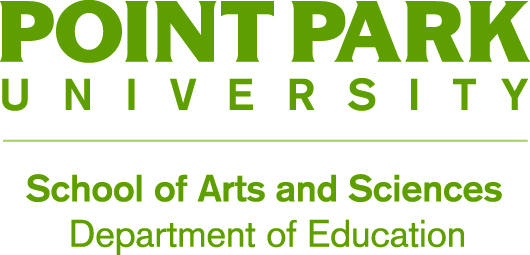 POINT PARK
UNIVERSITY
School of Arts and Sciences
Department of Education